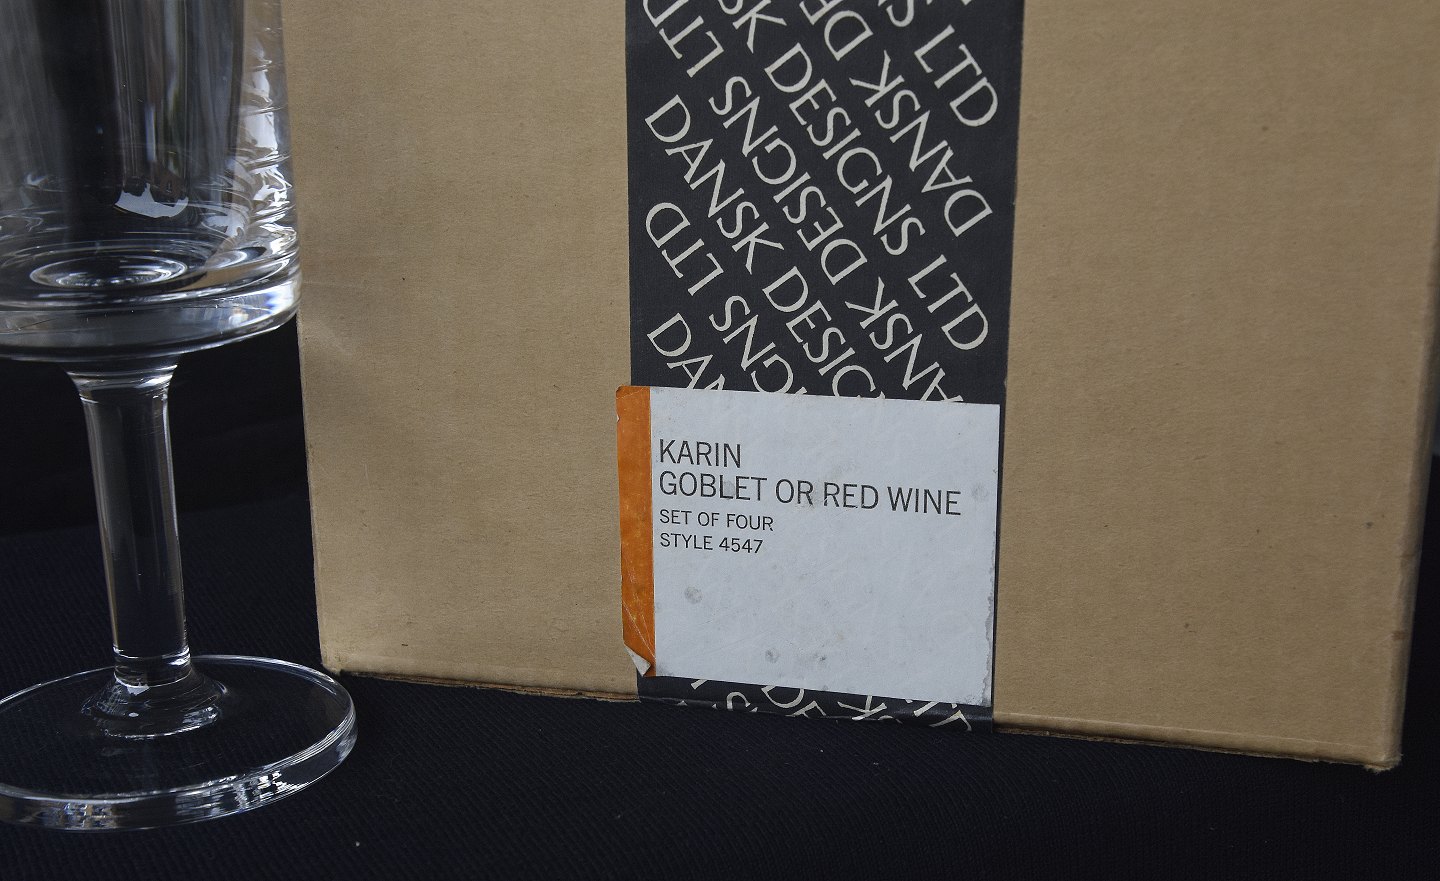 LTD
DANSK DESIGNS LTD
DANSK DESIGNS LTD
DANSK DESIGNS LTD
DANSK DESIGNS LTD
KARIN
GOBLET OR RED WINE
SET OF FOUR
STYLE 4547